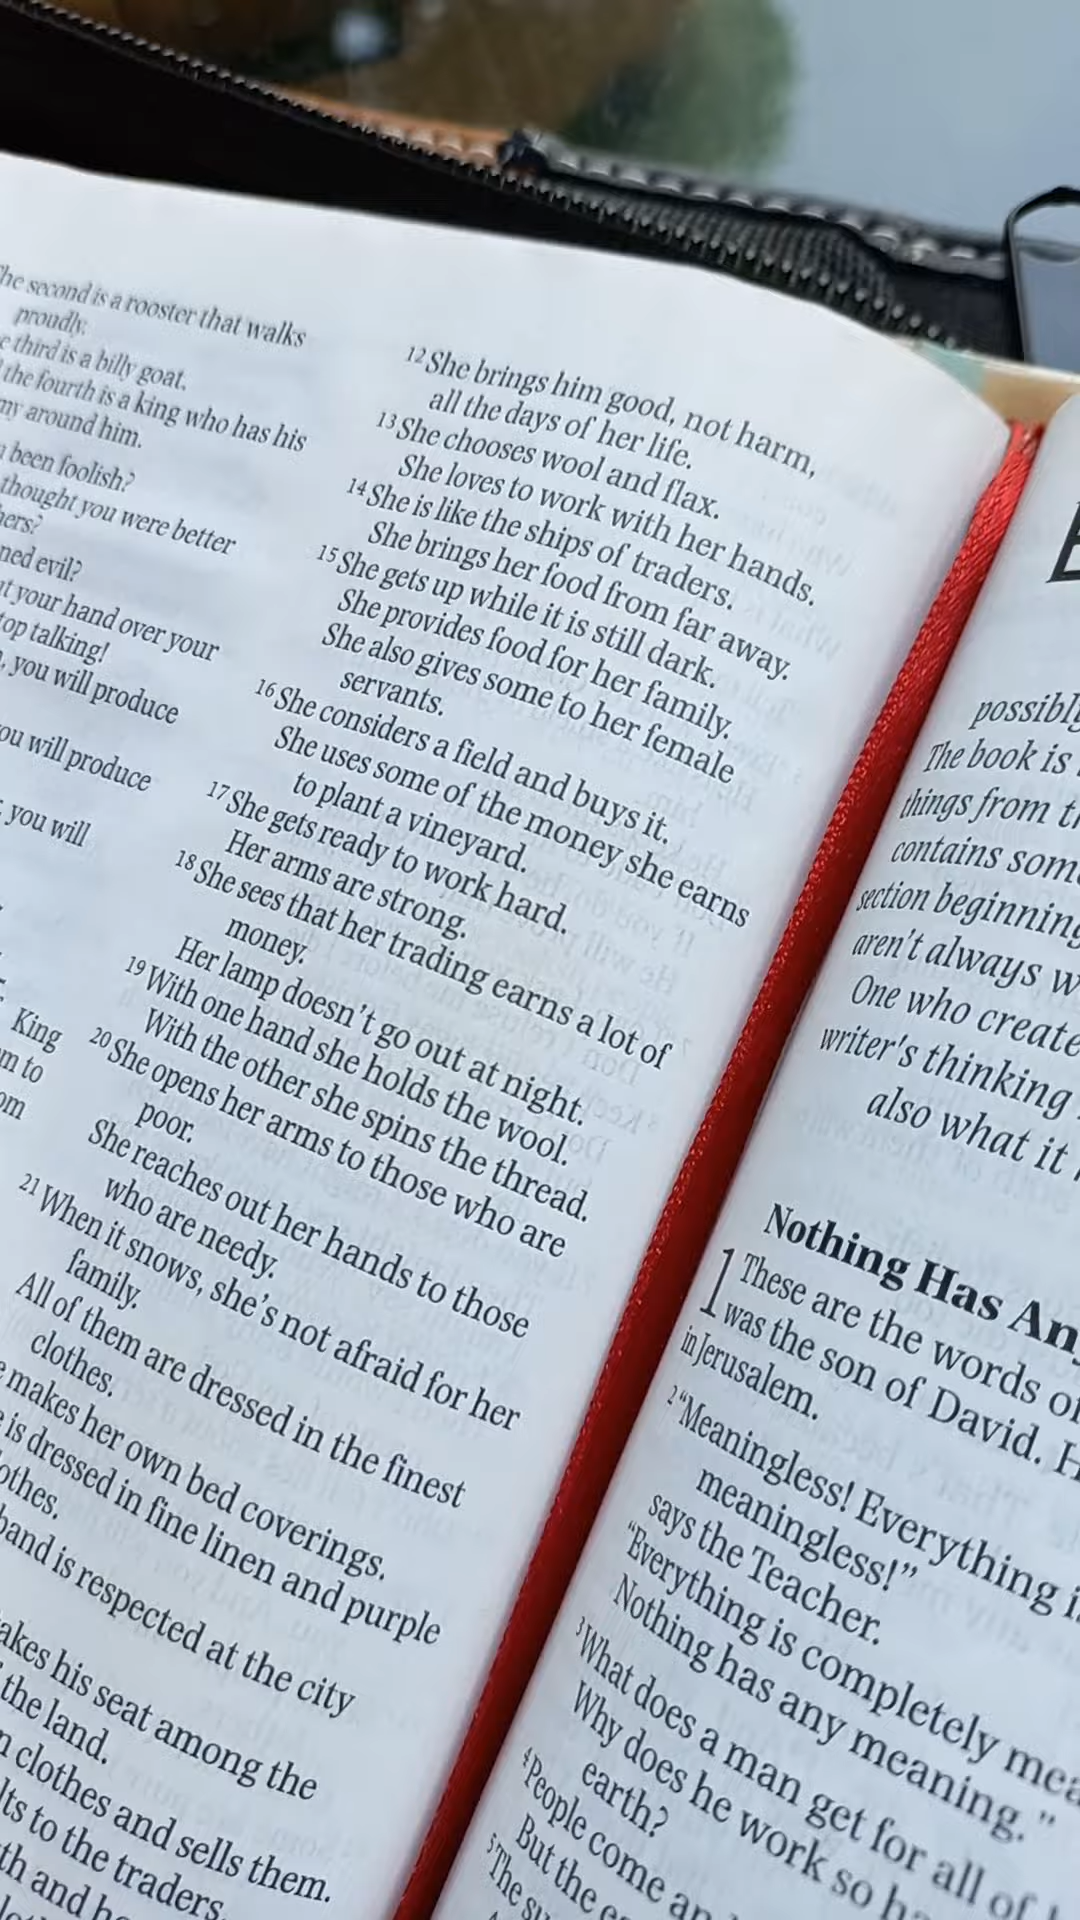 he second is a rooster that walks
proudly.
third is a billy goat.
the fourth is a king who has his
my around him.
been foolish?
thought you were better
hers?
ned evil?
your hand over your
top talking!
you will produce
you will produce
you will
King
to
12 She brings him good, not harm,
all the days of her life.
13 She chooses wool and flax.
She loves to work with her hands.
14 She is like the ships of traders.
She brings her food from far away.
15 She gets up while it is still dark.
She provides food for her family.
She also gives some to her female
servants.
16 She considers a field and buys it.
She uses some of the money she earns
to plant a vineyard.
17 She gets ready to work hard.
Her arms are strong.
18 She sees that her trading earns a lot of
money.
Her lamp doesn't go out at night.
19 With one hand she holds the wool.
With the other she spins the thread.
20 She opens her arms to those who are
poor.
She reaches out her hands to those
who are needy.
21 When it snows, she's not afraid for her
family.
All of them are dressed in the finest
clothes.
makes her own bed coverings.
is dressed in fine linen and purple
lothes.
band is respected at the city
takes his seat among the
the land.
clothes and sells them.
lts to the traders.
th and
possibly
The book is
things from
contains
section beginning
aren't always
One who
writer's thinking
also what it
Nothing Has
1 These are the words
was the son of David.
in Jerusalem.
2 "Meaningless! Everything
meaningless!"
says the Teacher.
"Everything is completely
Nothing has any meaning."
3 What does a man get for all of
Why does he work so
earth?
4 People come
But the
5 The